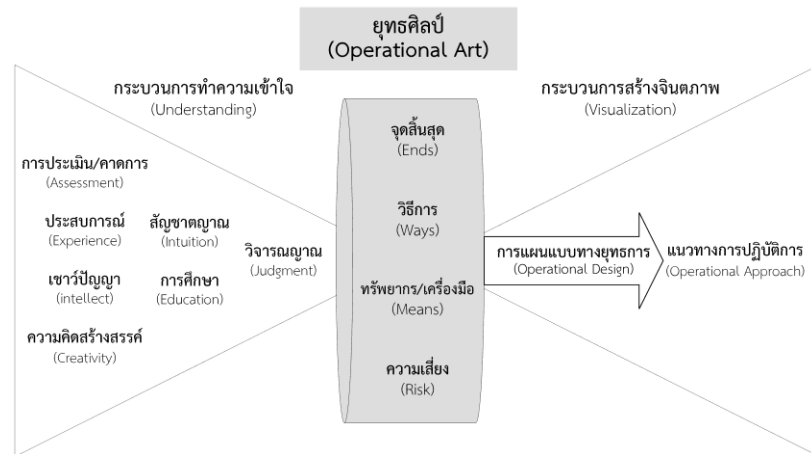 ยุทธศิลป์
(Operational Art)
กระบวนการทำความเข้าใจ
(Understanding)
กระบวนการสร้างจินตภาพ
(Visualization)
การประเมิน/คาดการ
(Assessment)
ประสบการณ์
(Experience)
สัญชาตญาณ
(Intuition)
เชาว์ปัญญา
(intellect)
การศึกษา
(Education)
ความคิดสร้างสรรค์
(Creativity)
วิจารณญาณ
(Judgment)
จุดสิ้นสุด
(Ends)
วิธีการ
(Ways)
ทรัพยากร/เครื่องมือ
(Means)
ความเสี่ยง
(Risk)
การแผนแบบทางยุทธการ
(Operational Design)
แนวทางการปฏิบัติการ
(Operational Approach)